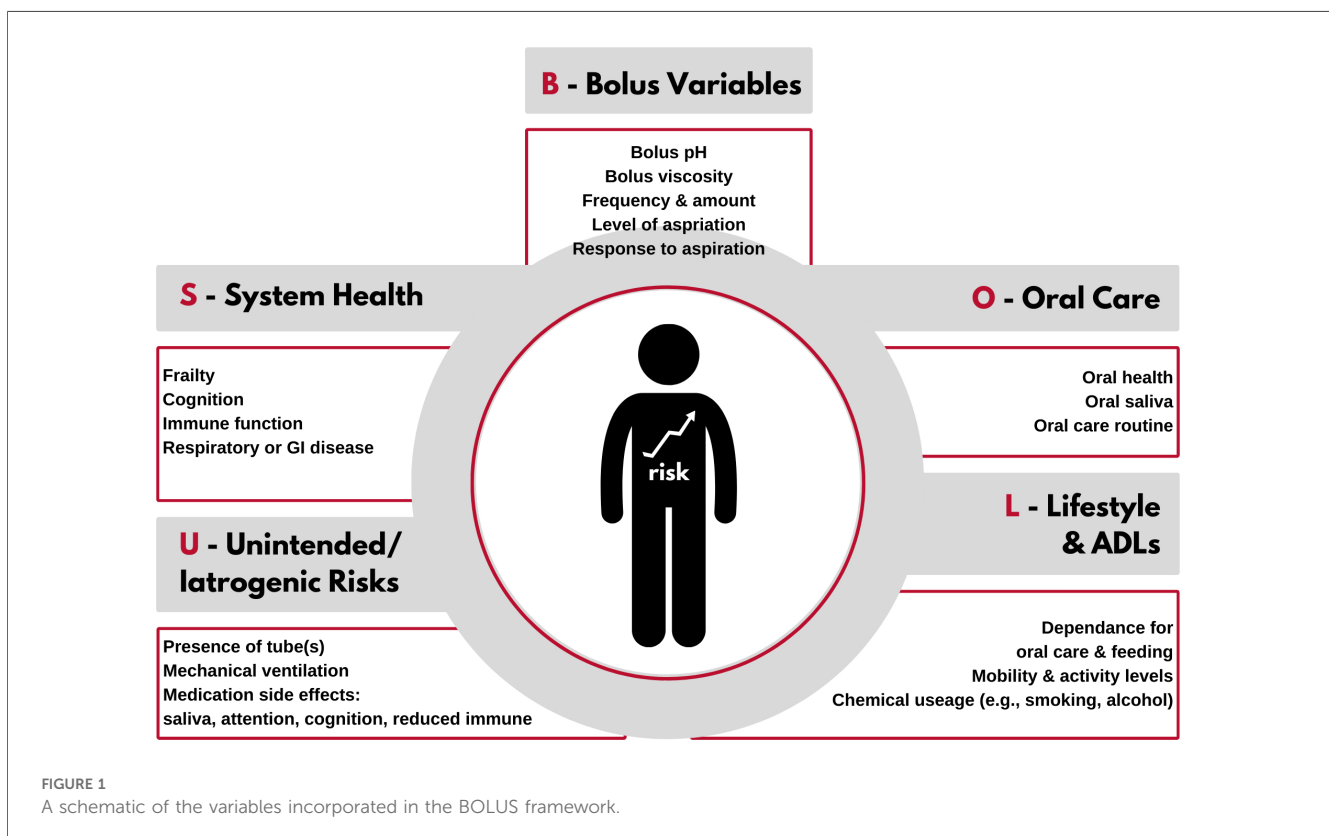 B - Bolus Variables
Bolus pH
Bolus viscosity
Frequency & amount
Level of aspriation
Response to aspiration
O - Oral Care
Oral health
Oral saliva
Oral care routine
L - Lifestyle
& ADLs
Dependance for
oral care & feeding
Mobility & activity levels
Chemical useage (e.g., smoking, alcohol)
U - Unintended/
Iatrogenic Risks
Presence of tube(s)
Mechanical ventilation
Medication side effects:
saliva, attention, cognition, reduced immune
S - System Health
Frailty
Cognition
Immune function
Respiratory or GI disease
risk
FIGURE 1
A schematic of the variables incorporated in the BOLUS framework.